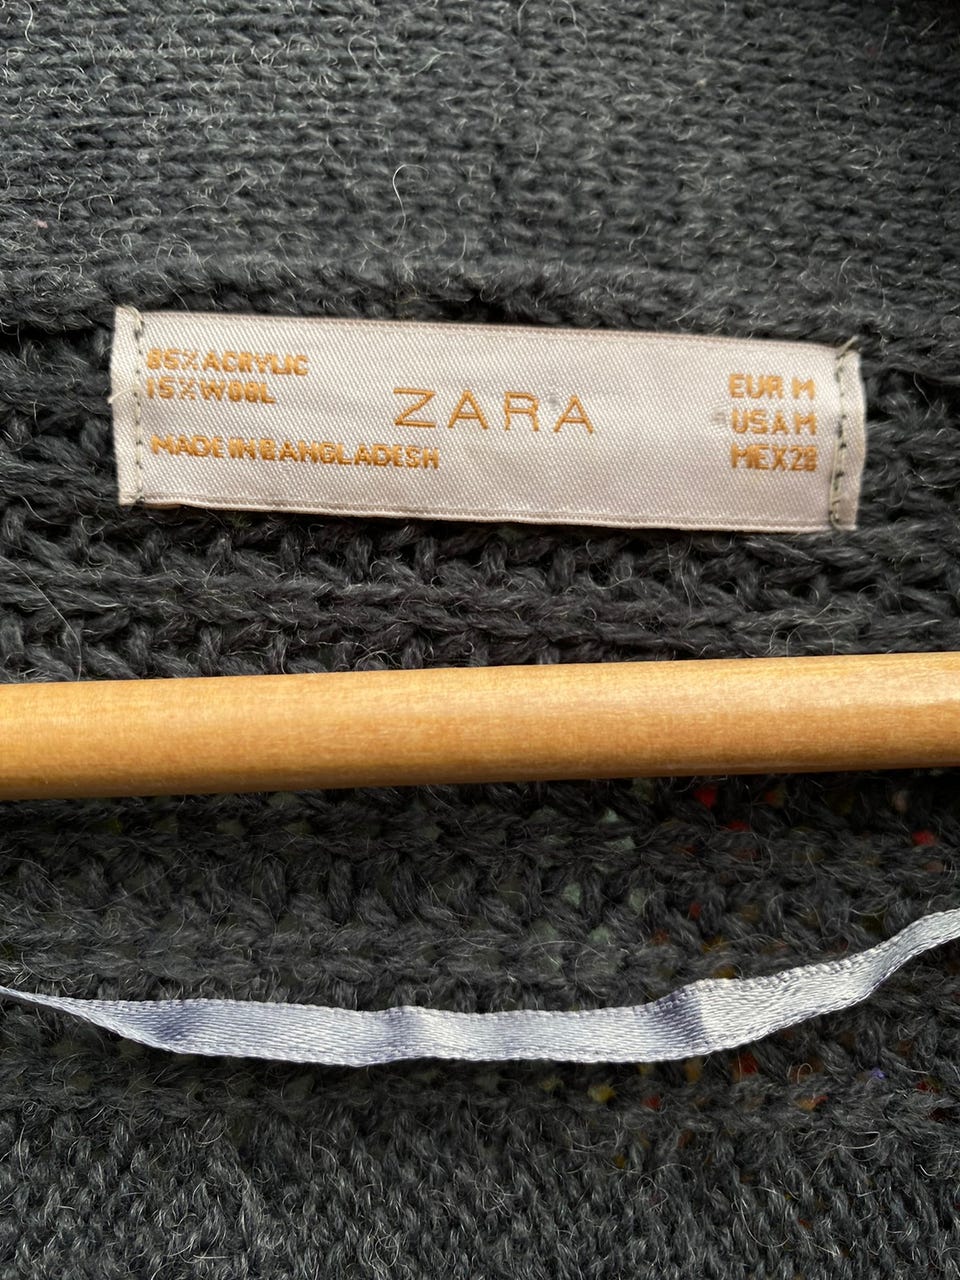 85% ACRYLIC
15% WOOL
MADE IN BANGLADESH
ZARA
EUR M
USA M
MEX 28